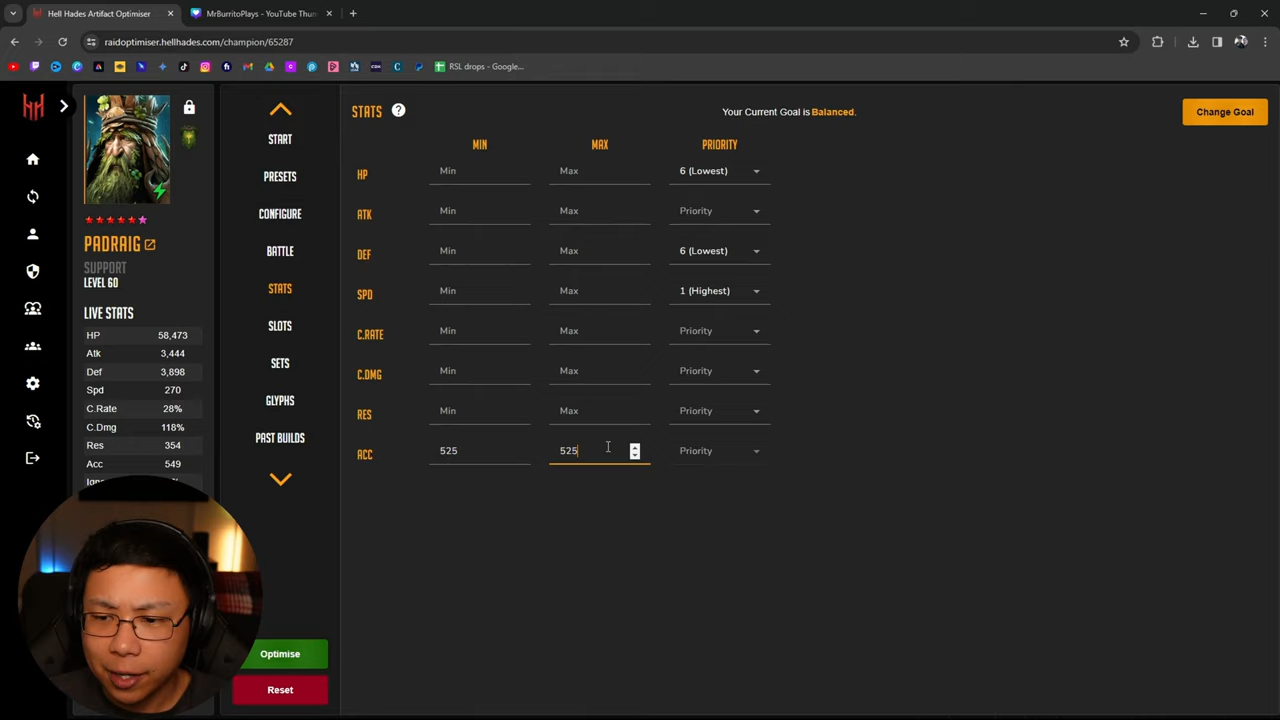 Hell Hades Artifact Optimiser
MrBurritoPlays - YouTube Thun
raidoptimiser.hellhades.com/champion/65287
RSL drops - Google...
PADRAIG
SUPPORT
LEVEL 60
LIVE STATS
HP 58,473
Atk 3,444
Def 3,898
Spd 270
C.Rate 28%
C.Dmg 118%
Res 354
Acc 549
START
PRESETS
CONFIGURE
BATTLE
STATS
SLOTS
SETS
GLYPHS
PAST BUILDS
Optimise
Reset
STATS ?
Your Current Goal is Balanced.
Change Goal
MIN MAX PRIORITY
HP Min Max 6 (Lowest)
ATK Min Max Priority
DEF Min Max 6 (Lowest)
SPD Min Max 1 (Highest)
C.RATE Min Max Priority
C.DMG Min Max Priority
RES Min Max Priority
ACC 525 525 Priority